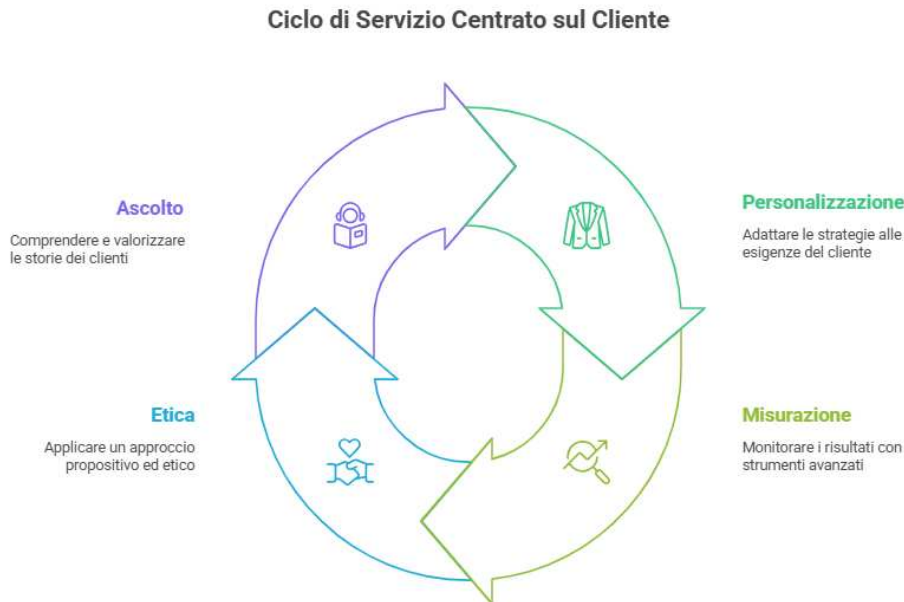 Ciclo di Servizio Centrato sul Cliente
Ascolto
Comprendere e valorizzare
le storie dei clienti
Personalizzazione
Adattare le strategie alle
esigenze del cliente
Etica
Applicare un approccio
propositivo ed etico
Misurazione
Monitorare i risultati con
strumenti avanzati